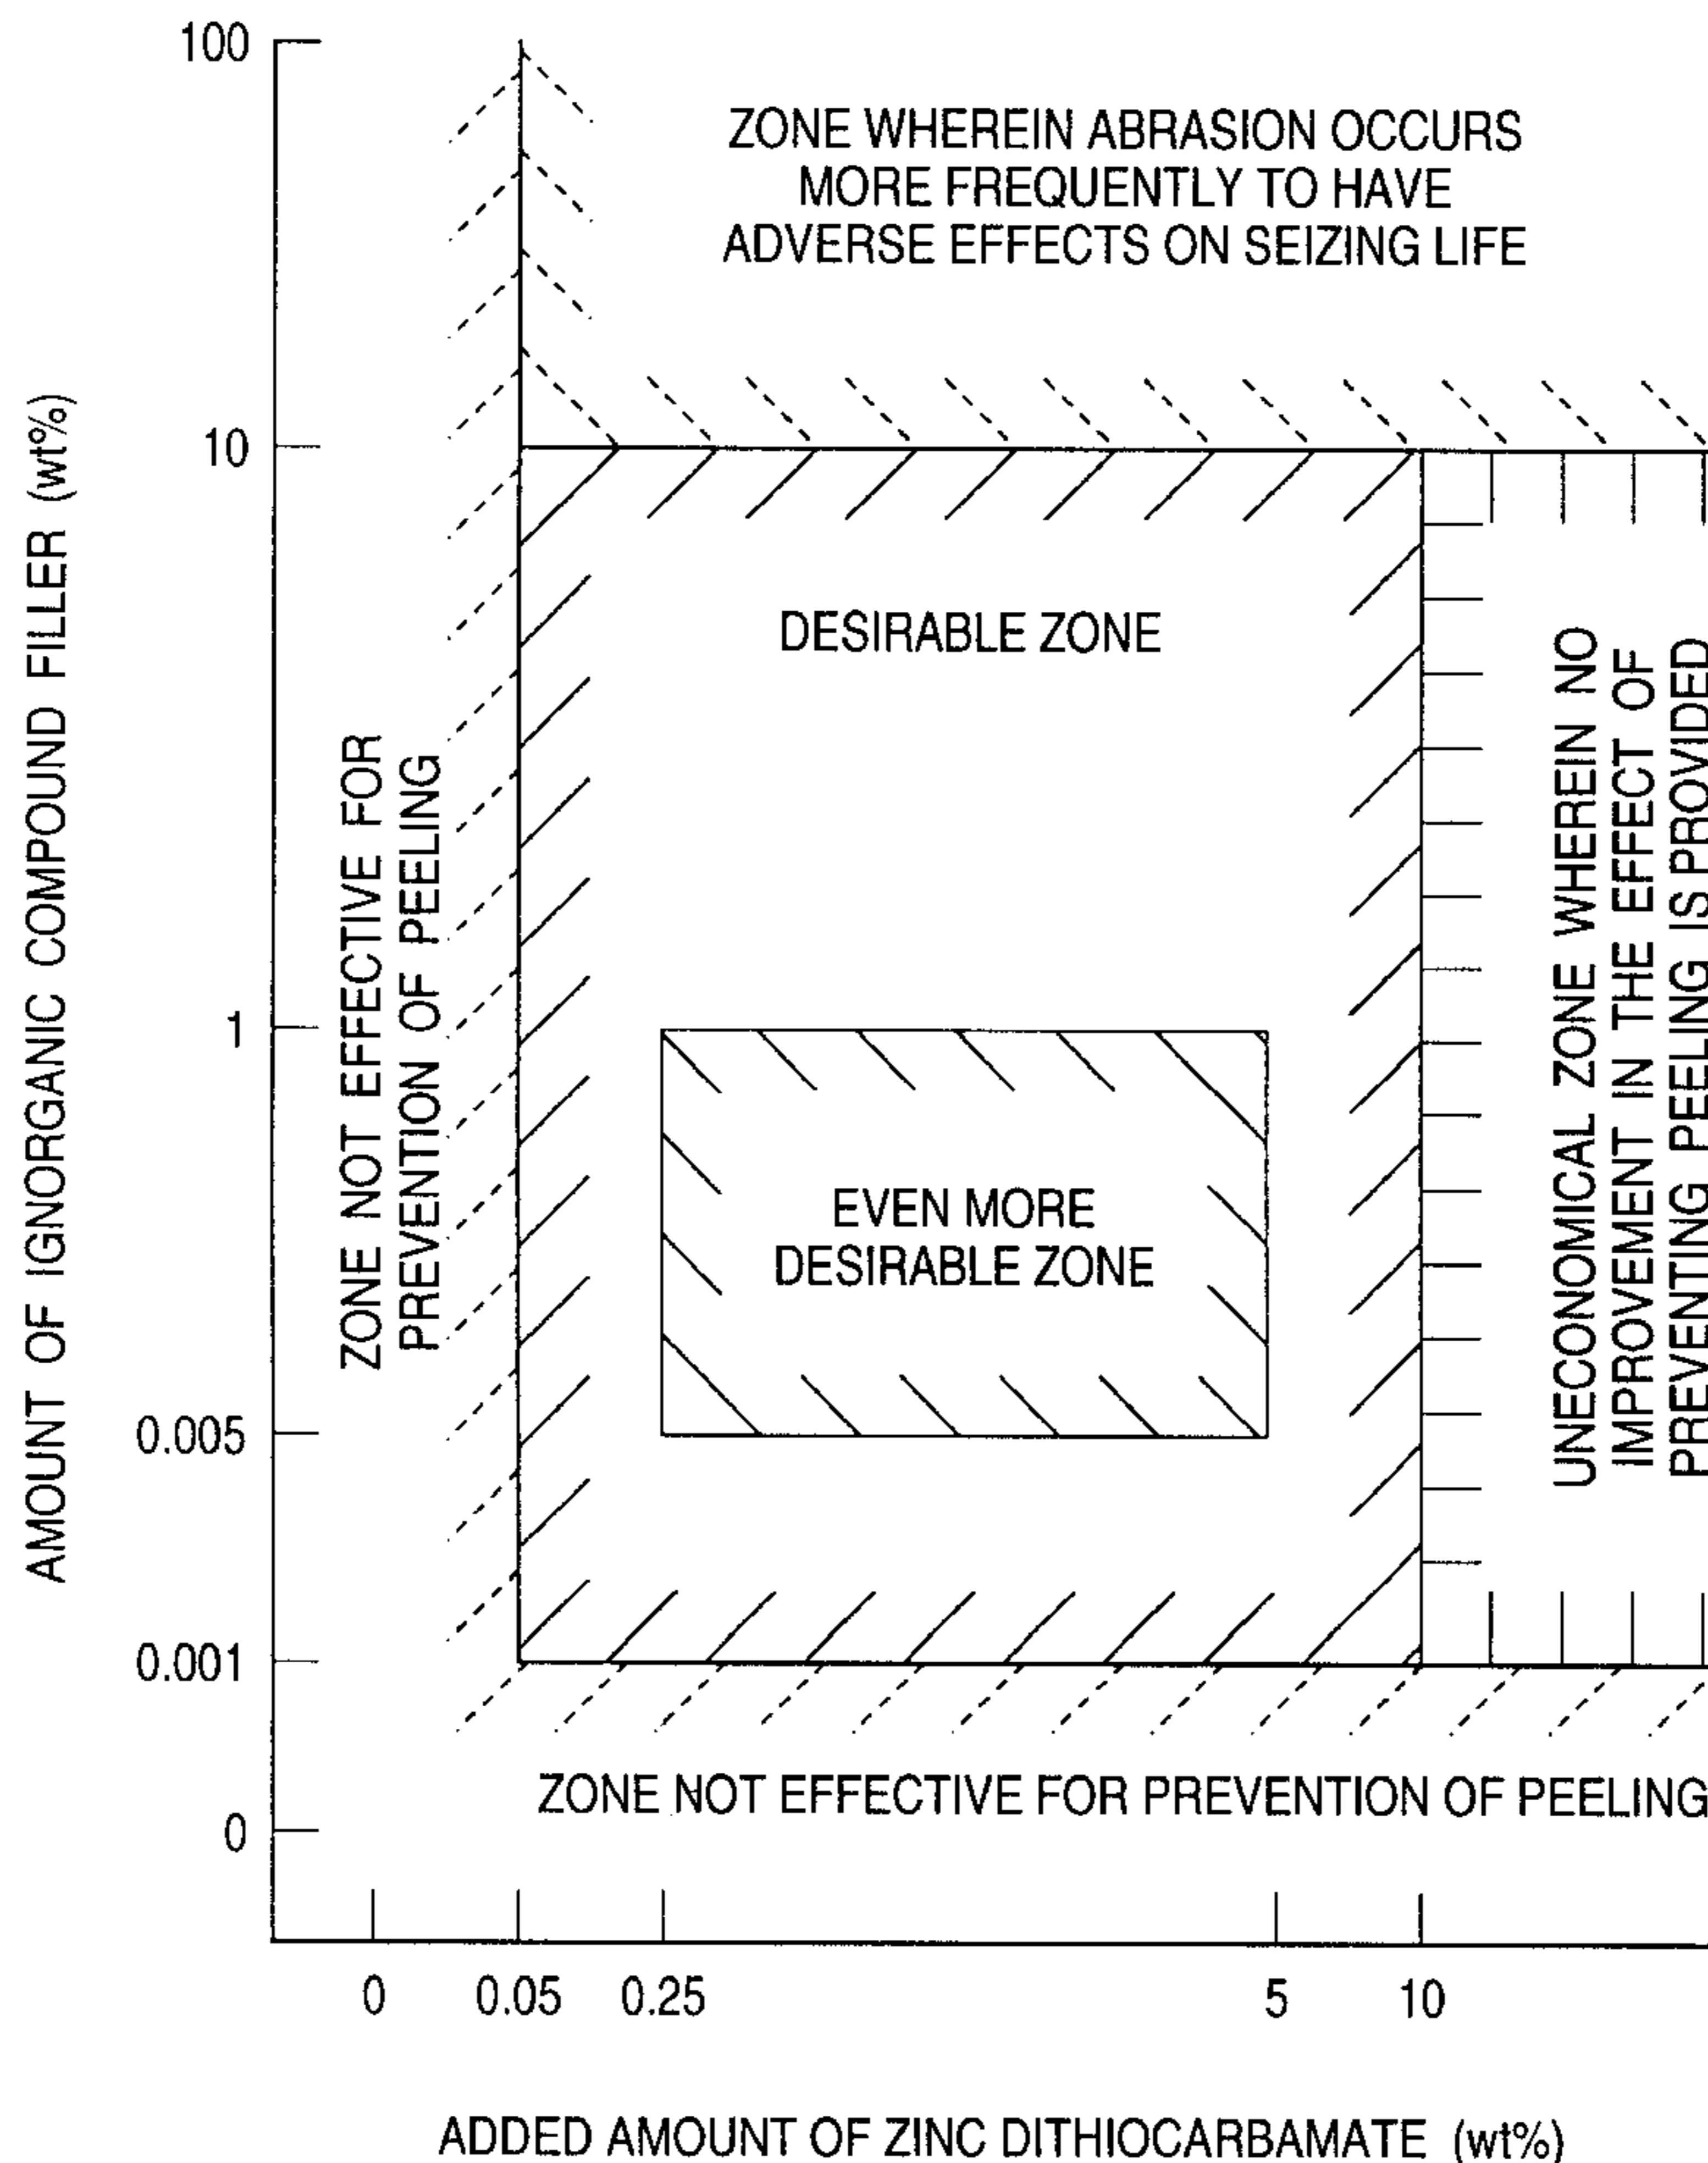 100
ZONE WHEREIN ABRASION OCCURS
MORE FREQUENTLY TO HAVE
ADVERSE EFFECTS ON SEIZING LIFE
10
DESIRABLE ZONE
AMOUNT OF IGNORGANIC COMPOUND FILLER (wt%)
ZONE NOT EFFECTIVE FOR
PREVENTION OF PEELING
UNECONOMICAL ZONE WHEREIN NO
IMPROVEMENT IN THE EFFECT OF
PREVENTING PEELING IS PROVIDED
1
EVEN MORE
DESIRABLE ZONE
0.005
0.001
ZONE NOT EFFECTIVE FOR PREVENTION OF PEELING
0
0 0.05 0.25 5 10
ADDED AMOUNT OF ZINC DITHIOCARBAMATE (wt%)